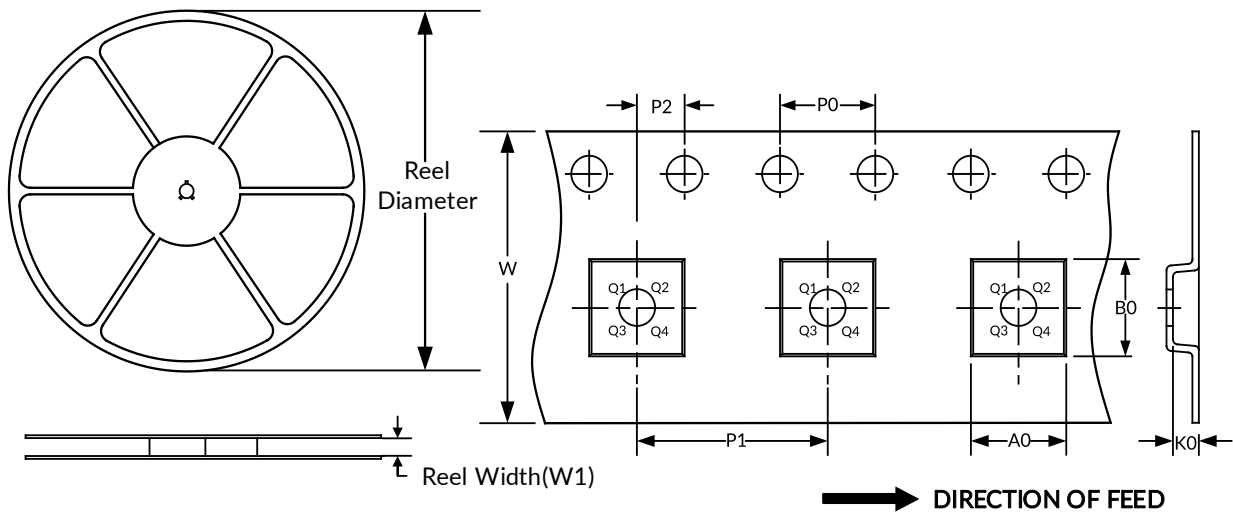 P2
P0
Reel
Diameter
W
Q1 Q2
Q3 Q4
Q1 Q2
Q3 Q4
Q1 Q2
Q3 Q4
B0
P1
A0
K0
Reel Width(W1)
DIRECTION OF FEED